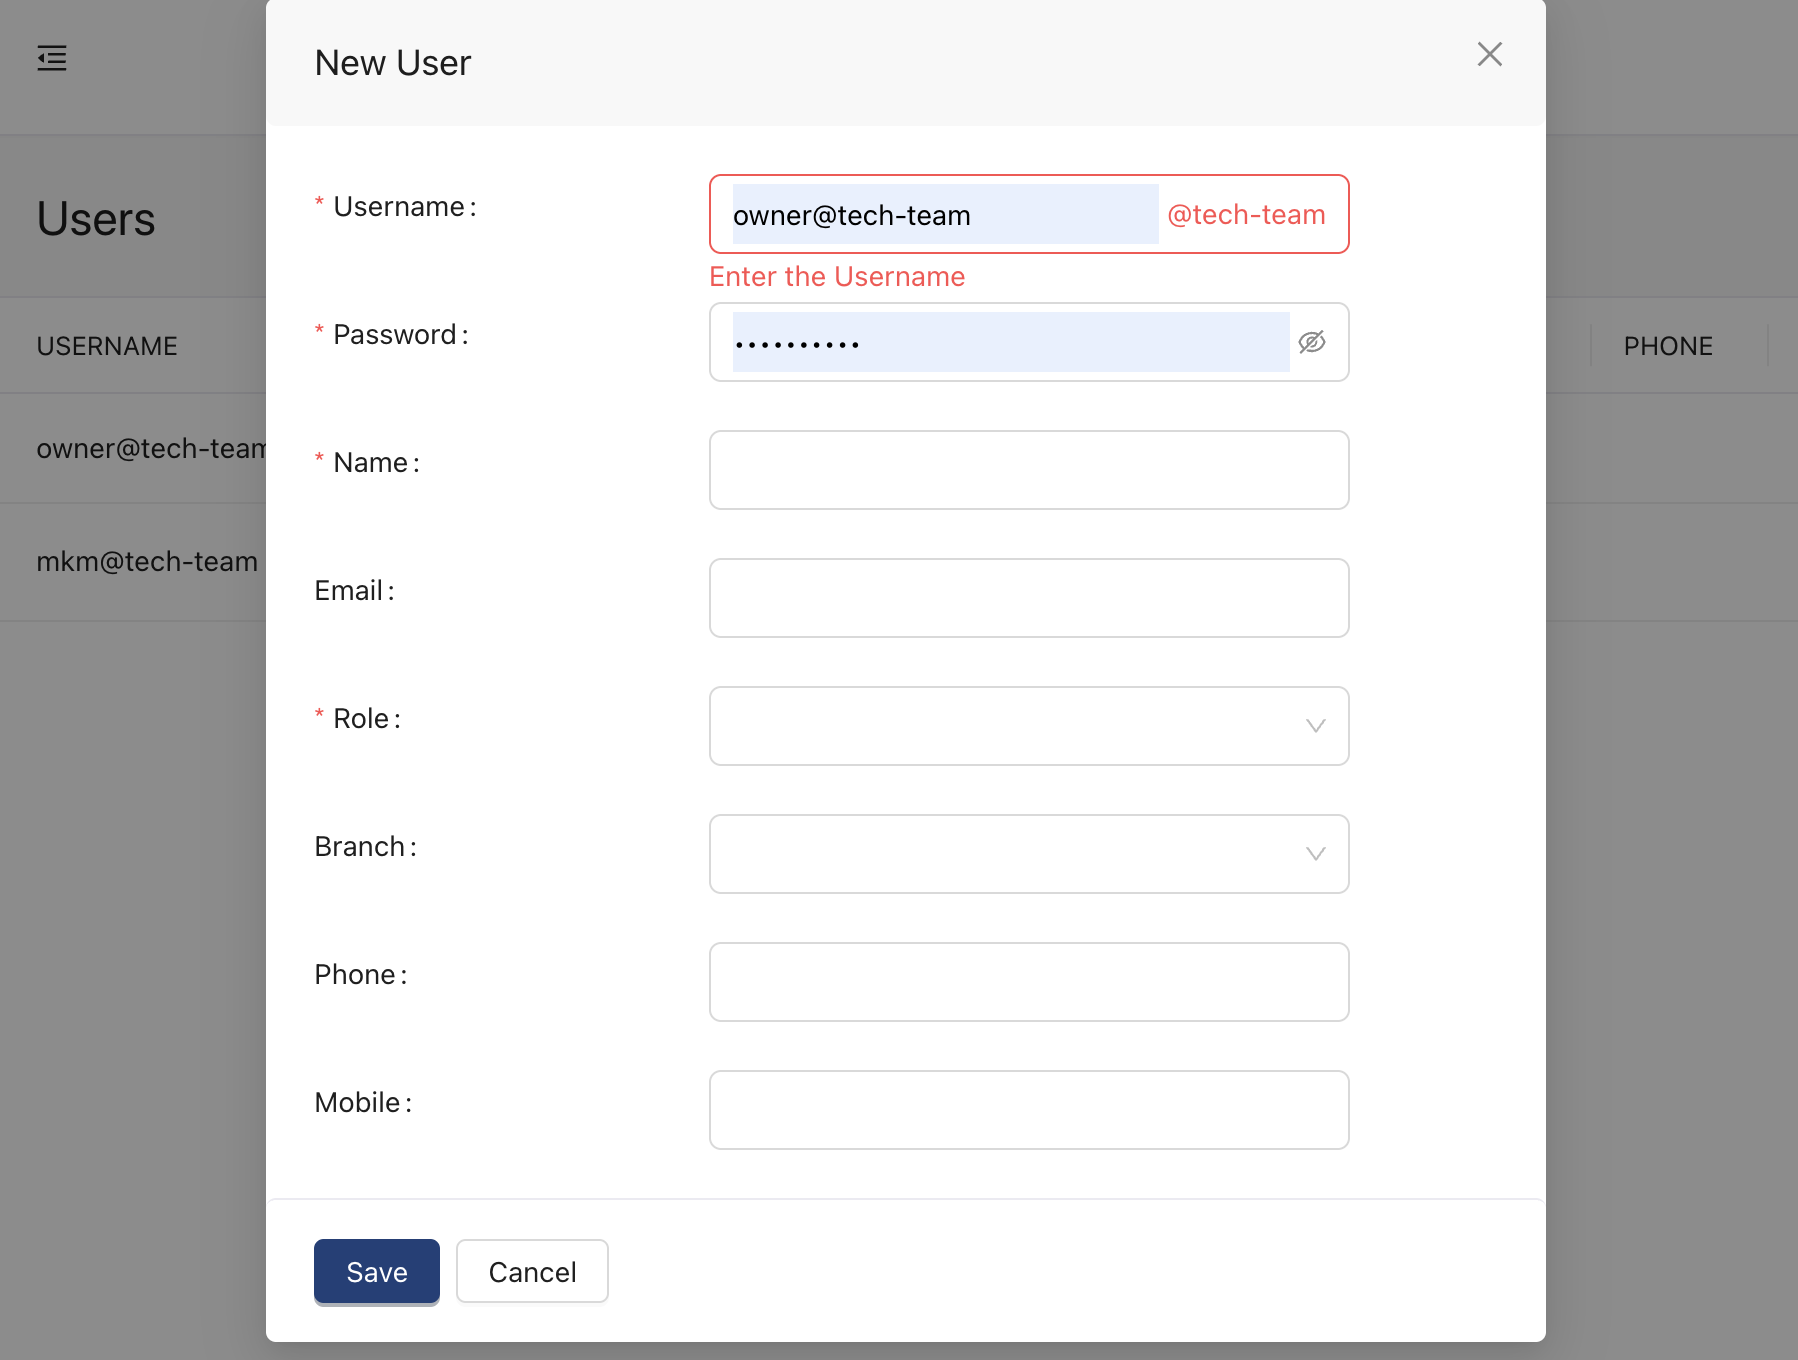 New User
Users
* Username :
owner@tech-team
@tech-team
Enter the Username
* Password :
••••••••••
USERNAME
PHONE
* Name :
owner@tech-team
mkm@tech-team
Email :
* Role :
Branch :
Phone :
Mobile :
Save
Cancel